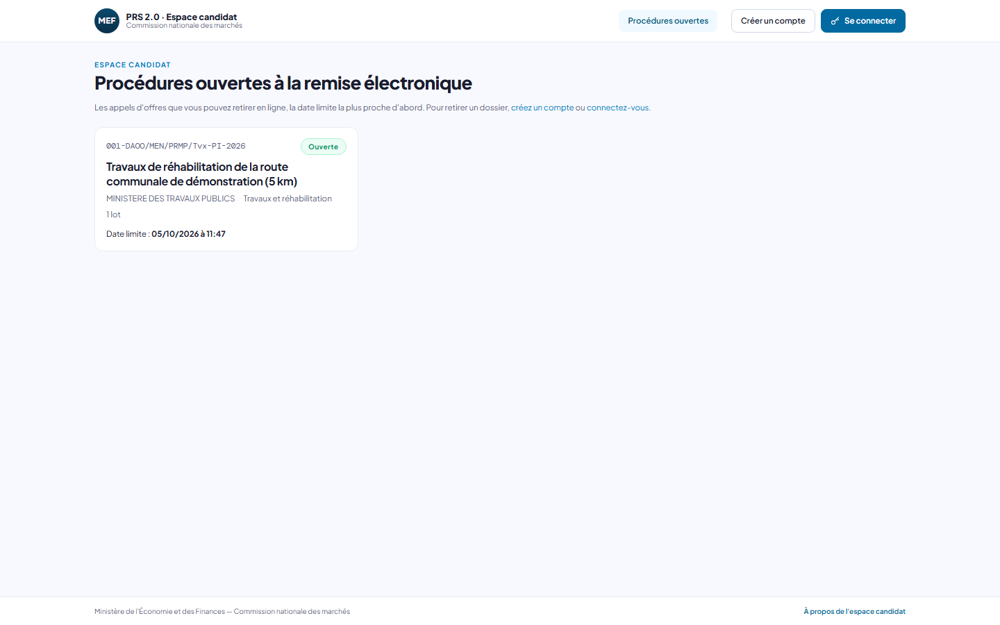 MEF
PRS 2.0 · Espace candidat
Commission nationale des marchés
Procédures ouvertes
Créer un compte
Se connecter
ESPACE CANDIDAT
Procédures ouvertes à la remise électronique
Les appels d'offres que vous pouvez retirer en ligne, la date limite la plus proche d'abord. Pour retirer un dossier, créez un compte ou connectez-vous.
001-DAOO/MEN/PRMP/Tvx-PI-2026
Ouverte
Travaux de réhabilitation de la route
communale de démonstration (5 km)
MINISTERE DES TRAVAUX PUBLICS Travaux et réhabilitation
1 lot
Date limite : 05/10/2026 à 11:47
Ministère de l'Économie et des Finances — Commission nationale des marchés
À propos de l'espace candidat